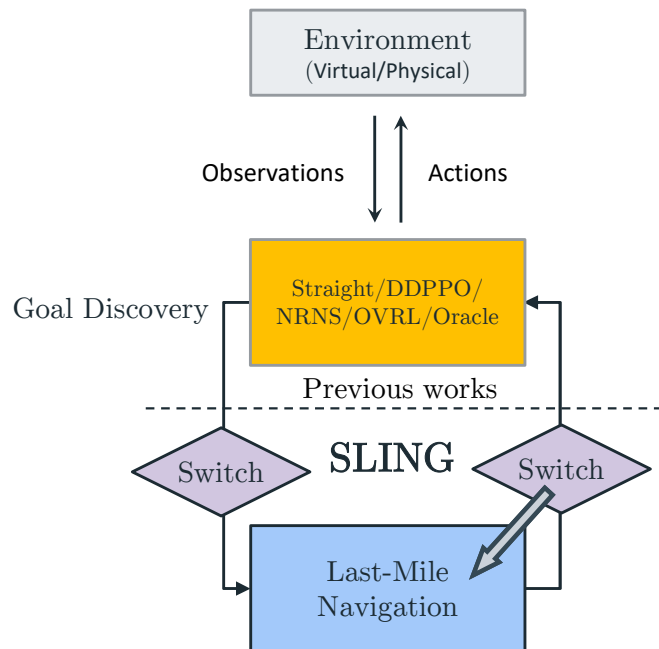 Environment
(Virtual/Physical)
Observations
Actions
Goal Discovery
Straight/DDPPO/
NRNS/OVRL/Oracle
Previous works
Switch
SLING
Switch
Last-Mile
Navigation